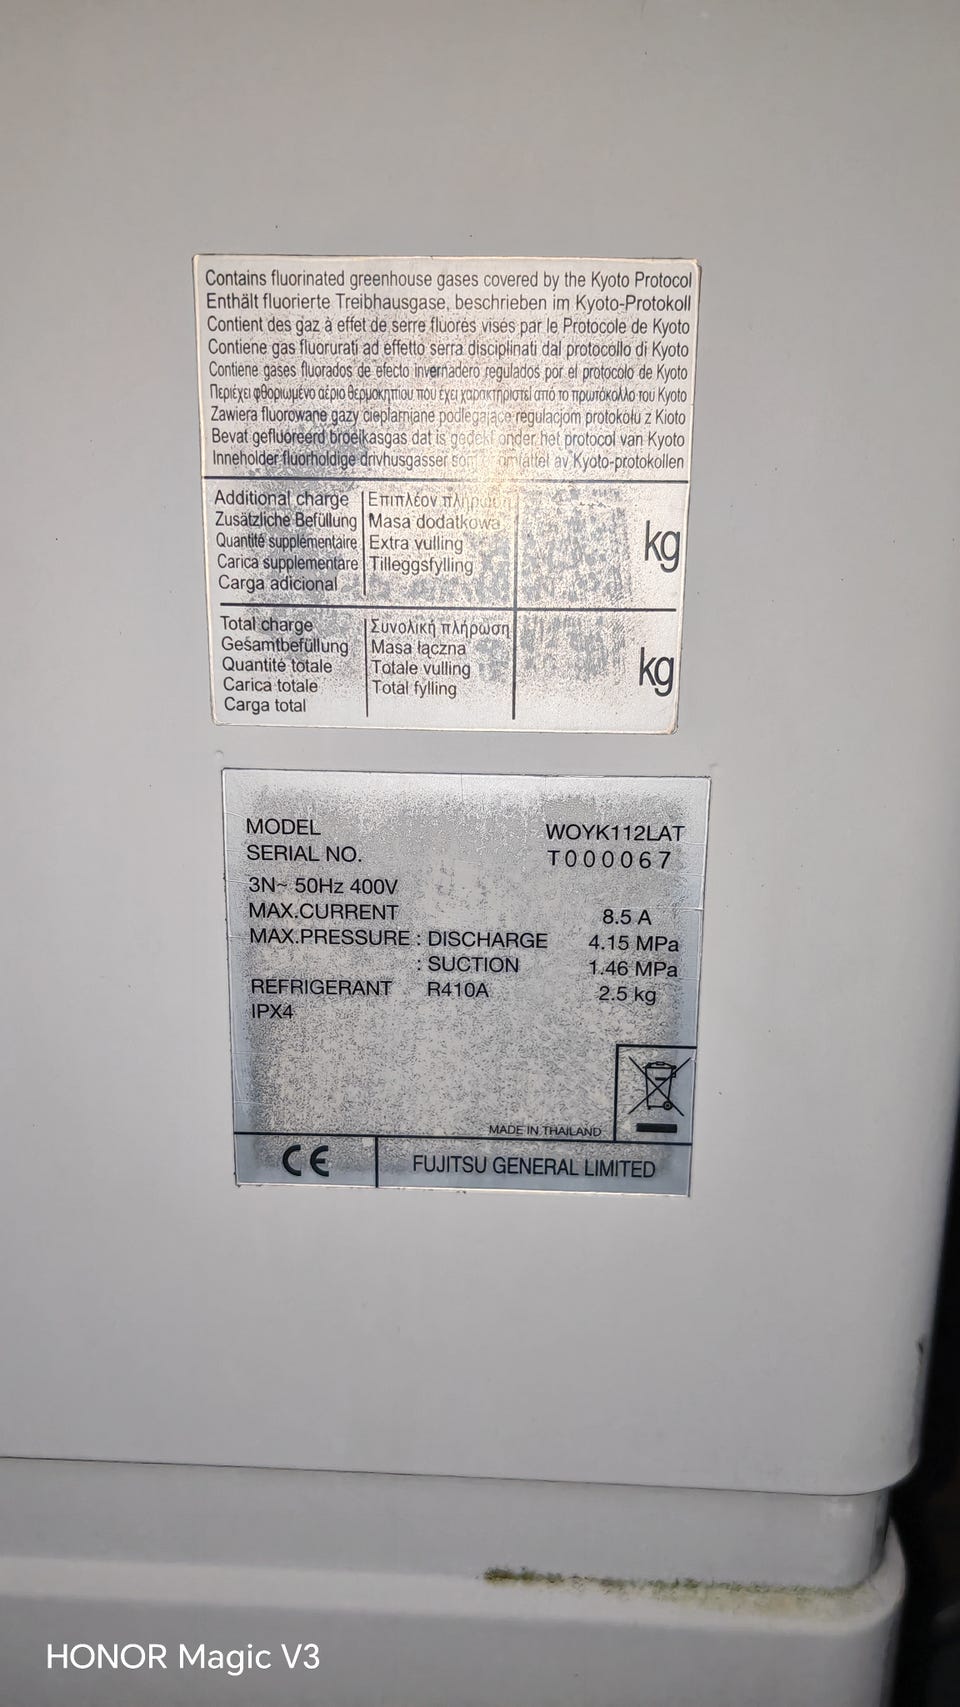 Contains fluorinated greenhouse gases covered by the Kyoto Protocol
Enthält fluorierte Treibhausgase, beschrieben im Kyoto-Protokoll
Contient des gaz à effet de serre fluorés visés par le Protocole de Kyoto
Contiene gas fluorurati ad effetto serra disciplinati dal protocollo di Kyoto
Contiene gases fluorados de efecto invernadero regulados por el protocolo de Kyoto
Περιέχει φθοριωμένο αέριο θερμοκηπίου που έχει χαρακτηριστεί από το πρωτόκολλο του Kyoto
Zawiera fluorowane gazy cieplarniane podlegające regulacjom protokołu z Kioto
Bevat gefluoreerd broeikasgas dat is gedekt onder het protocol van Kyoto
Inneholder fluorholdige drivhusgasser som omfattet av Kyoto-protokollen
Additional charge Επιπλέον πλήρωση
Zusätzliche Befüllung Masa dodatkowa
Quantité supplémentaire Extra vulling
Carica supplementare Tilleggsfylling
Carga adicional
kg
Total charge Συνολική πλήρωση
Gesamtbefüllung Masa łączna
Quantité totale Totale vulling
Carica totale Total fylling
Carga total
kg
MODEL WOYK112LAT
SERIAL NO. T000067
3N~ 50Hz 400V
MAX.CURRENT 8.5 A
MAX.PRESSURE : DISCHARGE 4.15 MPa
: SUCTION 1.46 MPa
REFRIGERANT R410A 2.5 kg
IPX4
MADE IN THAILAND
CE FUJITSU GENERAL LIMITED
HONOR Magic V3